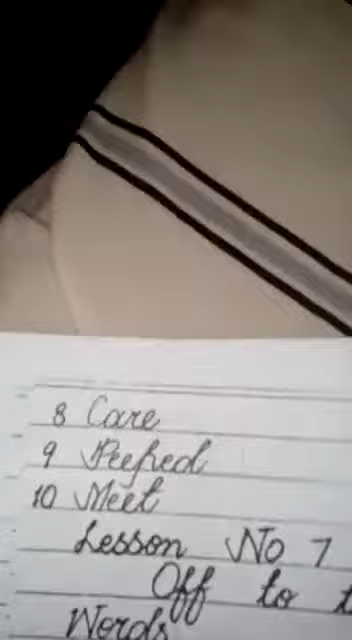 8 Care
9 Peeped
10 Meet
Lesson No 7
Off to t
Words